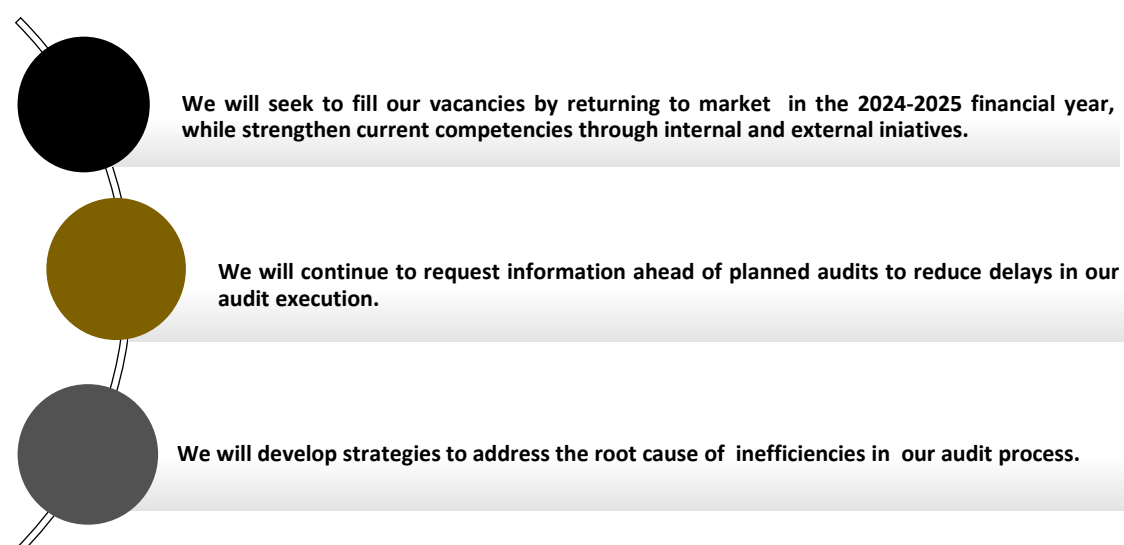 We will seek to fill our vacancies by returning to market in the 2024-2025 financial year,
while strengthen current competencies through internal and external iniatives.
We will continue to request information ahead of planned audits to reduce delays in our
audit execution.
We will develop strategies to address the root cause of inefficiencies in our audit process.